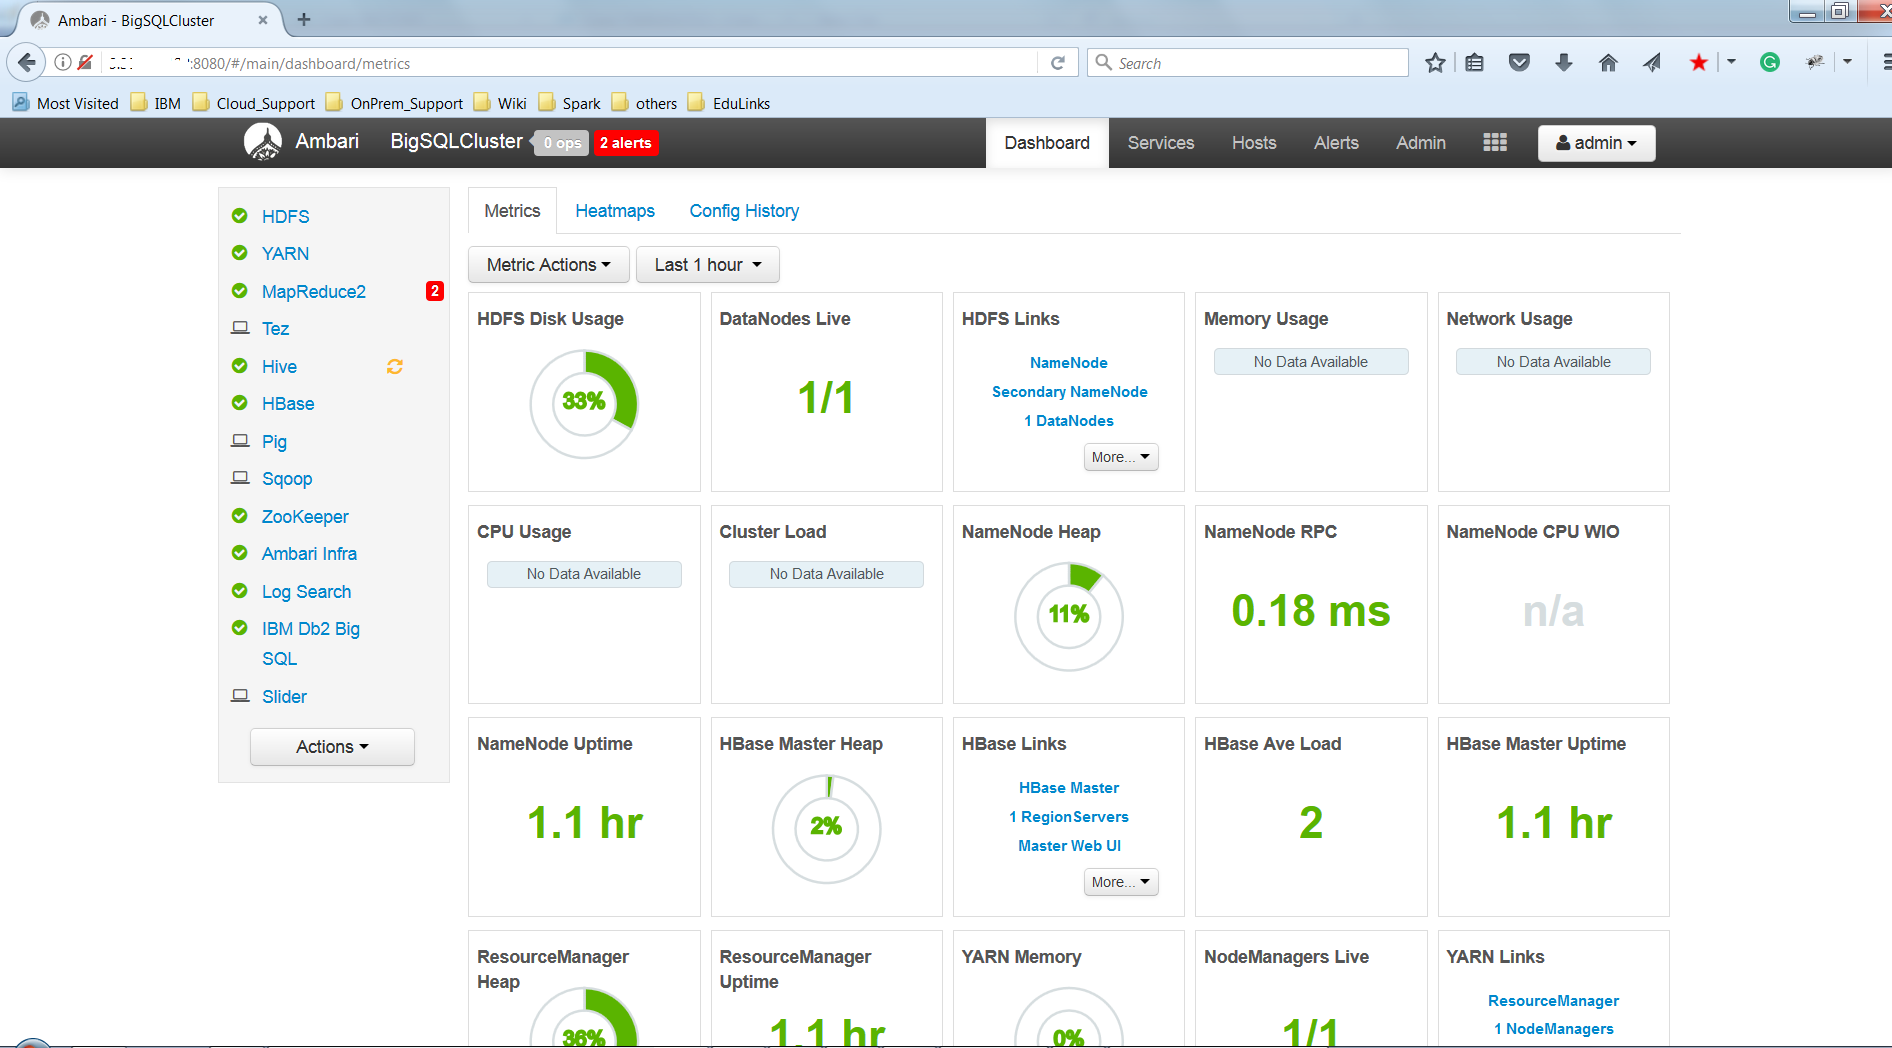 Ambari - BigSQLCluster
:8080/#/main/dashboard/metrics
Search
Most Visited IBM Cloud_Support OnPrem_Support Wiki Spark others EduLinks
Ambari BigSQLCluster 0 ops 2 alerts Dashboard Services Hosts Alerts Admin admin
HDFS
YARN
MapReduce2 2
Tez
Hive
HBase
Pig
Sqoop
ZooKeeper
Ambari Infra
Log Search
IBM Db2 Big
SQL
Slider
Actions
Metrics Heatmaps Config History
Metric Actions Last 1 hour
HDFS Disk Usage
33%
DataNodes Live
1/1
HDFS Links
NameNode
Secondary NameNode
1 DataNodes
More...
Memory Usage
No Data Available
Network Usage
No Data Available
CPU Usage
No Data Available
Cluster Load
No Data Available
NameNode Heap
11%
NameNode RPC
0.18 ms
NameNode CPU WIO
n/a
NameNode Uptime
1.1 hr
HBase Master Heap
2%
HBase Links
HBase Master
1 RegionServers
Master Web UI
More...
HBase Ave Load
2
HBase Master Uptime
1.1 hr
ResourceManager
Heap
36%
ResourceManager
Uptime
1.1 hr
YARN Memory
0%
NodeManagers Live
1/1
YARN Links
ResourceManager
1 NodeManagers